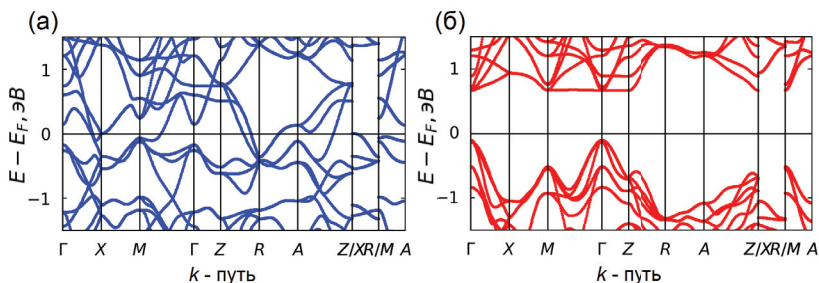 (а)
E – E_F, эВ
1
0
−1
Γ X M Γ Z R A Z/XR/M A
k - путь
(б)
E – E_F, эВ
1
0
−1
Γ X M Γ Z R A Z/XR/M A
k - путь